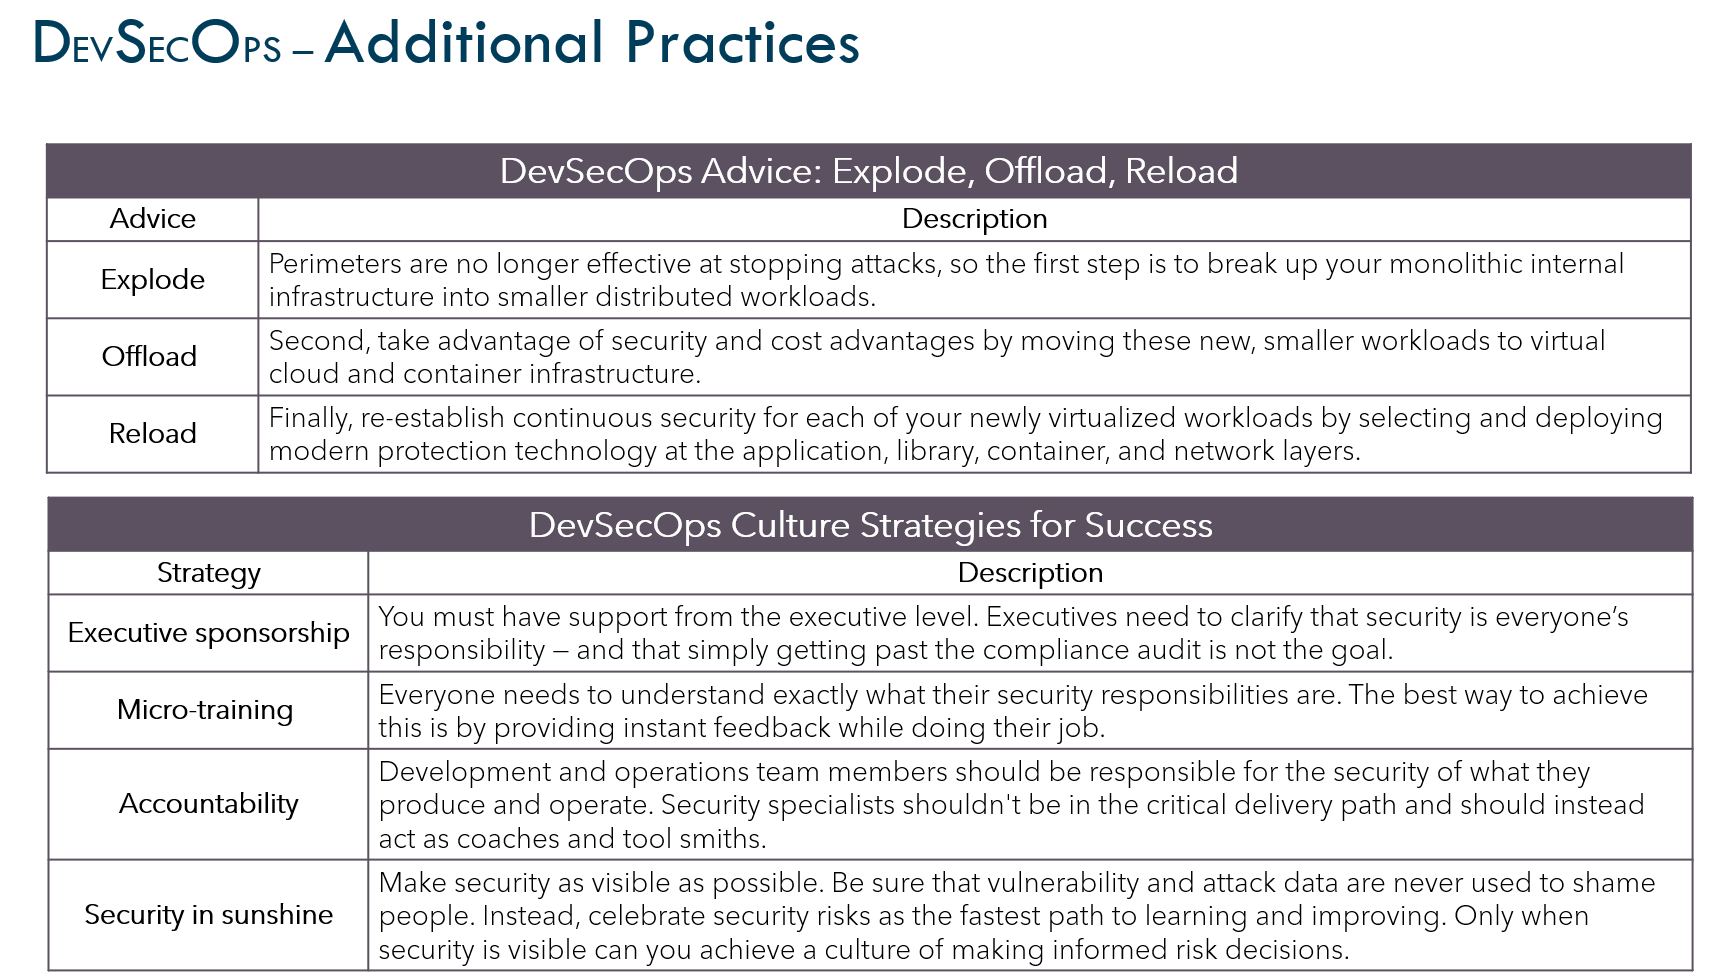 DevSecOps – Additional Practices
DevSecOps Advice: Explode, Offload, Reload
Advice
Description
Explode
Perimeters are no longer effective at stopping attacks, so the first step is to break up your monolithic internal
infrastructure into smaller distributed workloads.
Offload
Second, take advantage of security and cost advantages by moving these new, smaller workloads to virtual
cloud and container infrastructure.
Reload
Finally, re-establish continuous security for each of your newly virtualized workloads by selecting and deploying
modern protection technology at the application, library, container, and network layers.
DevSecOps Culture Strategies for Success
Strategy
Description
Executive sponsorship
You must have support from the executive level. Executives need to clarify that security is everyone’s
responsibility – and that simply getting past the compliance audit is not the goal.
Micro-training
Everyone needs to understand exactly what their security responsibilities are. The best way to achieve
this is by providing instant feedback while doing their job.
Accountability
Development and operations team members should be responsible for the security of what they
produce and operate. Security specialists shouldn't be in the critical delivery path and should instead
act as coaches and tool smiths.
Security in sunshine
Make security as visible as possible. Be sure that vulnerability and attack data are never used to shame
people. Instead, celebrate security risks as the fastest path to learning and improving. Only when
security is visible can you achieve a culture of making informed risk decisions.